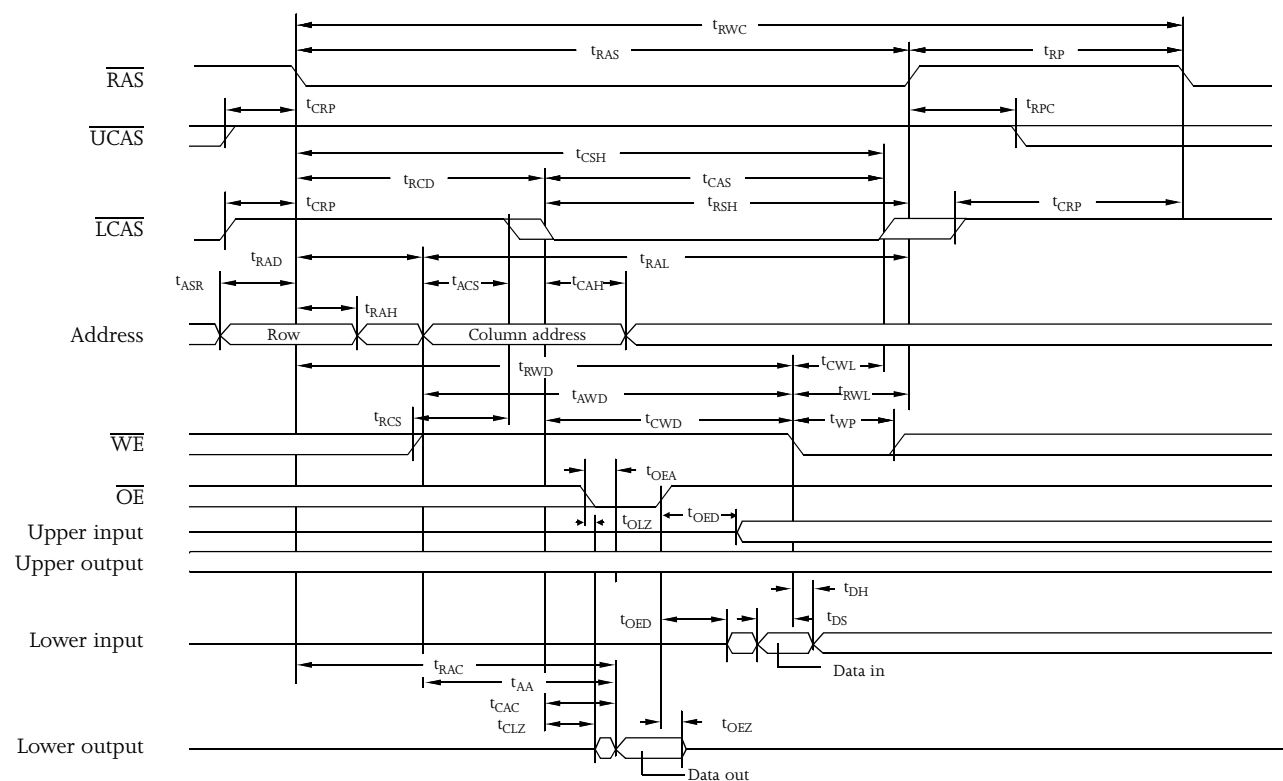 tRWC
tRAS
tRP
RAS
tCRP
tRPC
UCAS
tCSH
tRCD
tCAS
tCRP
tRSH
tCRP
LCAS
tRAD
tRAL
tASR
tACS
tCAH
tRAH
Address
Row
Column address
tRWD
tCWL
tAWD
tRWL
tRCS
tCWD
tWP
WE
tOEA
OE
tOLZ
tOED
Upper input
Upper output
tDH
tOED
tDS
Lower input
tRAC
Data in
tAA
tCAC
tCLZ
tOEZ
Lower output
Data out